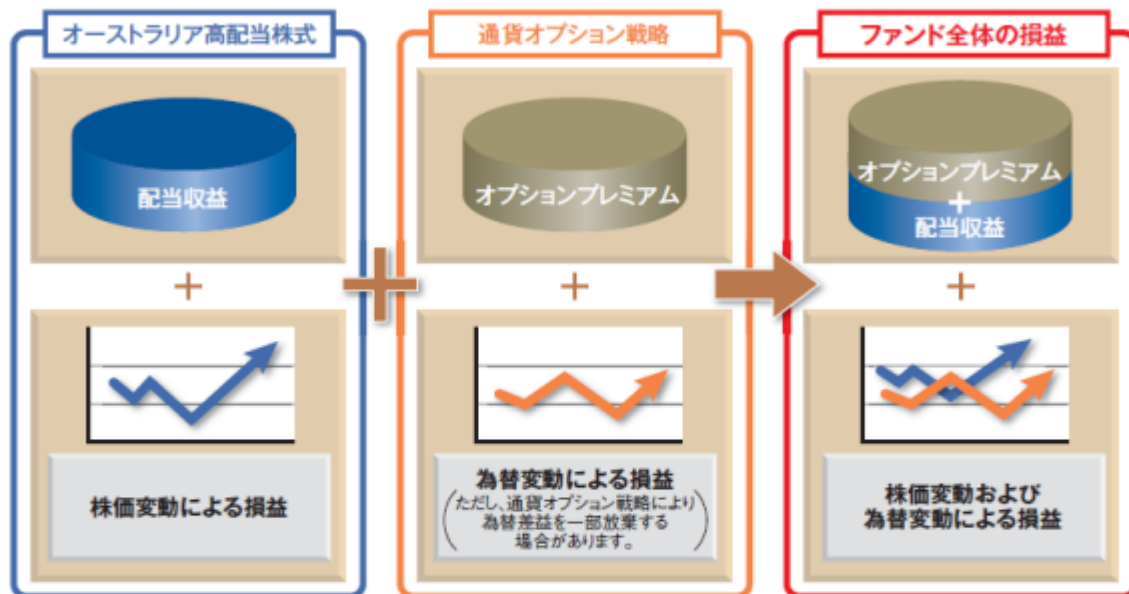 オーストラリア高配当株式
配当収益
+
株価変動による損益
+
通貨オプション戦略
オプションプレミアム
+
為替変動による損益
(ただし、通貨オプション戦略により
為替差益を一部放棄する
場合があります。)
ファンド全体の損益
オプションプレミアム
+
配当収益
+
株価変動および
為替変動による損益